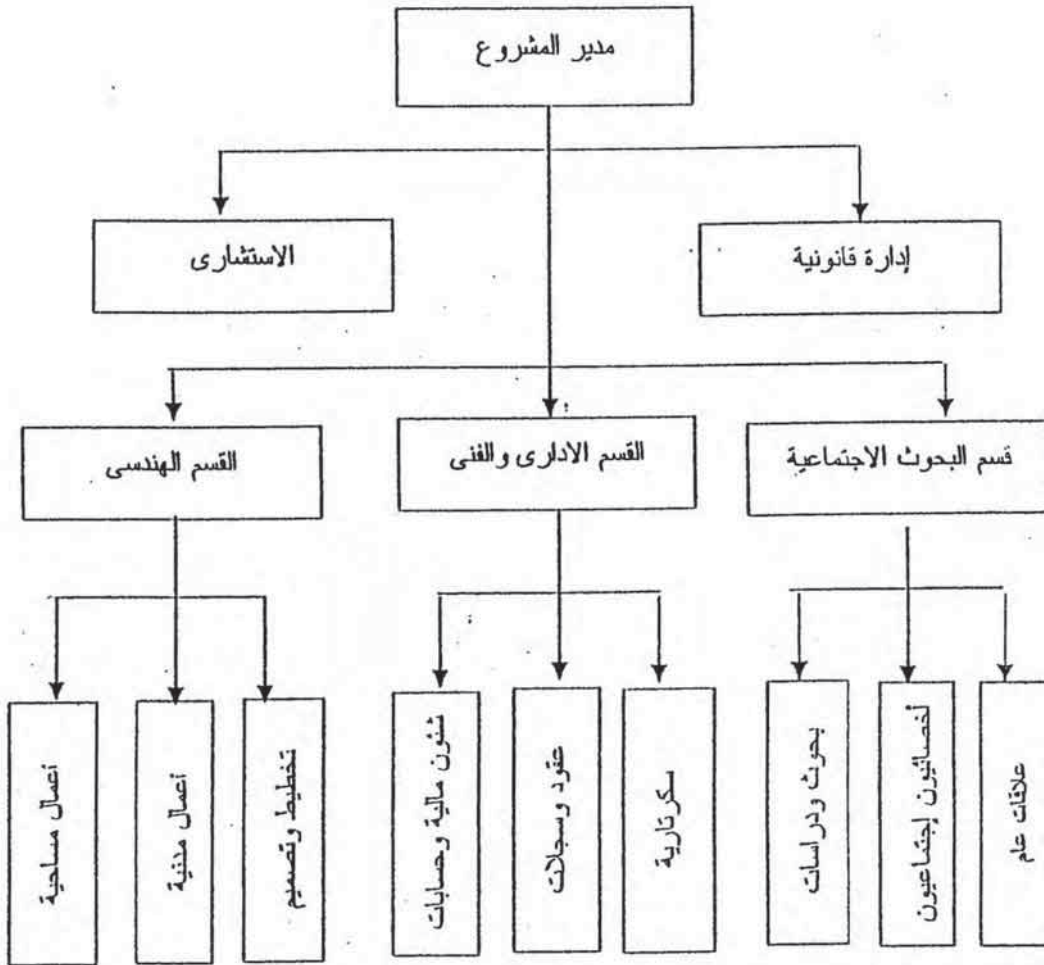 مدير المشروع
إدارة قانونية
الاستشارى
قسم البحوث الاجتماعية
القسم الادارى والفنى
القسم الهندسى
علاقات عام
أخصائيون إجتماعيون
بحوث ودراسات
سكرتارية
عقود وسجلات
شئون مالية وحسابات
تخطيط وتصميم
أعمال مدنية
أعمال مساحية